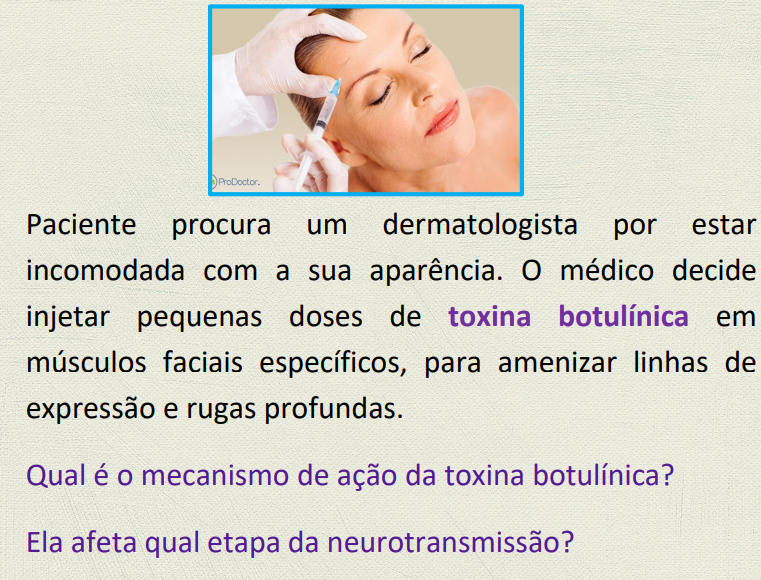 ProDoctor.
Paciente procura um dermatologista por estar
incomodada com a sua aparência. O médico decide
injetar pequenas doses de toxina botulínica em
músculos faciais específicos, para amenizar linhas de
expressão e rugas profundas.
Qual é o mecanismo de ação da toxina botulínica?
Ela afeta qual etapa da neurotransmissão?